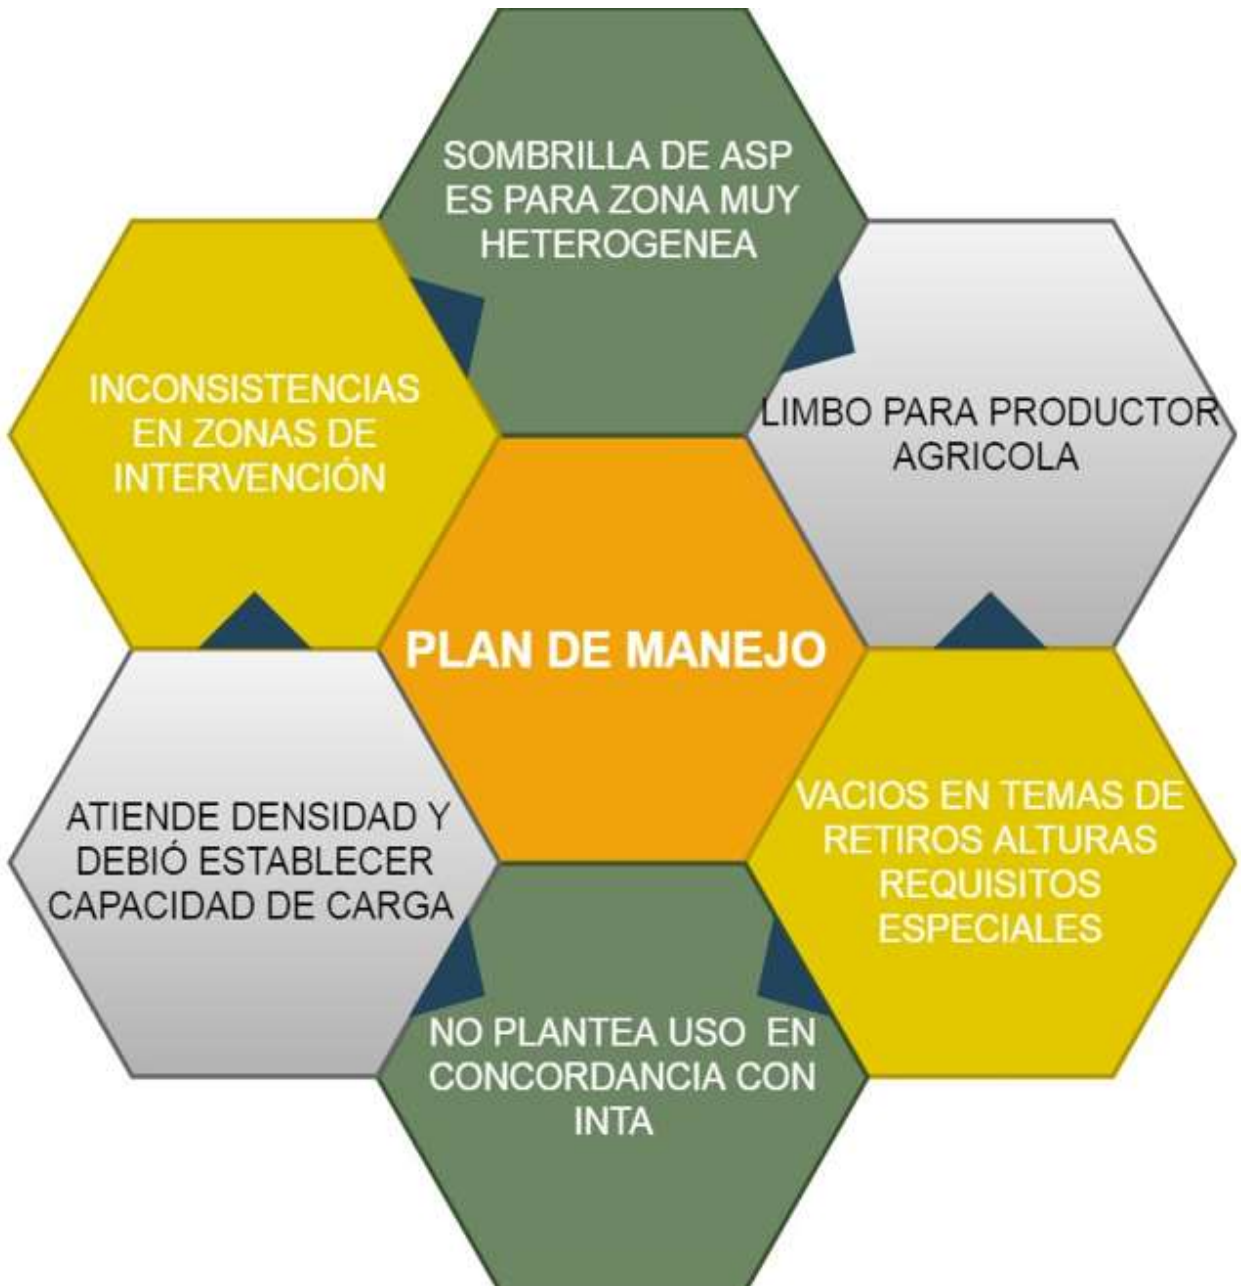 SOMBRILLA DE ASP
ES PARA ZONA MUY
HETEROGENEA
INCONSISTENCIAS
EN ZONAS DE
INTERVENCIÓN
LIMBO PARA PRODUCTOR
AGRICOLA
PLAN DE MANEJO
ATIENDE DENSIDAD Y
DEBIÓ ESTABLECER
CAPACIDAD DE CARGA
VACIOS EN TEMAS DE
RETIROS ALTURAS
REQUISITOS
ESPECIALES
NO PLANTEA USO EN
CONCORDANCIA CON
INTA